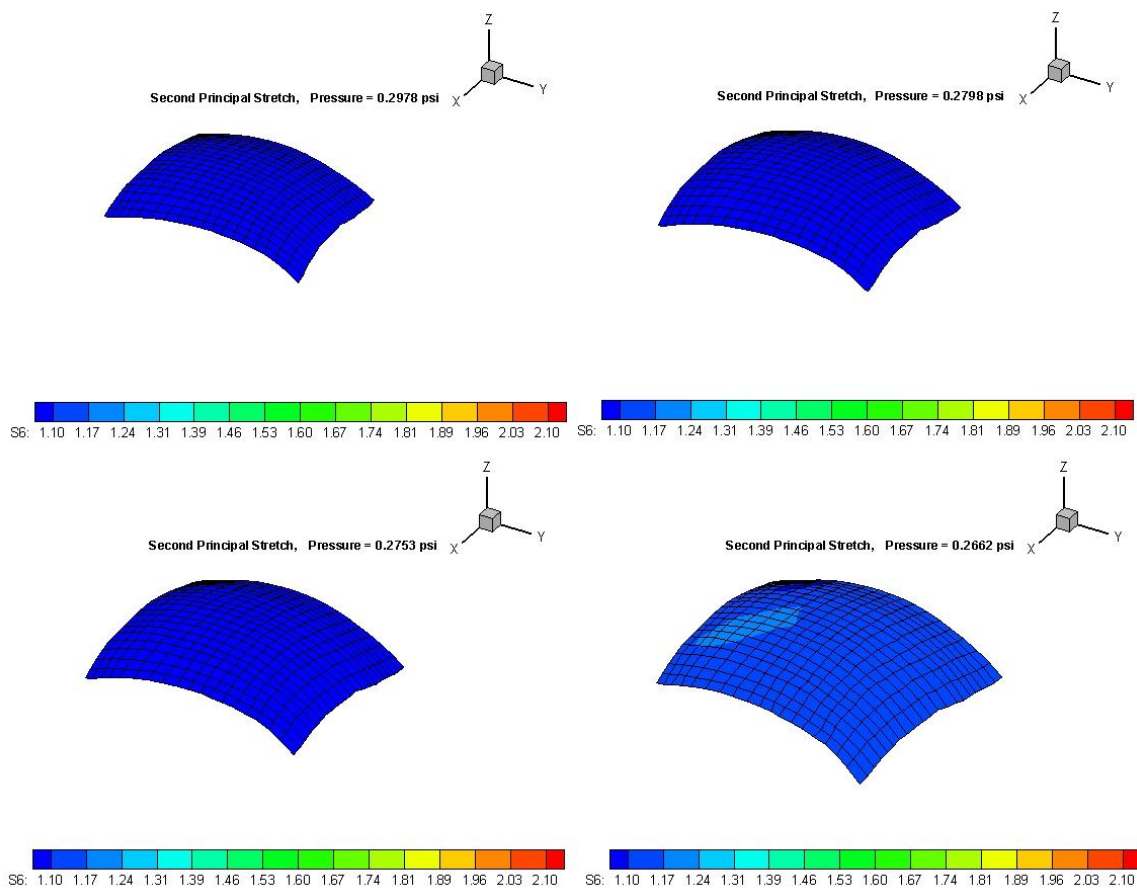 Z
X
Y
Second Principal Stretch, Pressure = 0.2978 psi
S6: 1.10 1.17 1.24 1.31 1.39 1.46 1.53 1.60 1.67 1.74 1.81 1.89 1.96 2.03 2.10
Z
X
Y
Second Principal Stretch, Pressure = 0.2798 psi
S6: 1.10 1.17 1.24 1.31 1.39 1.46 1.53 1.60 1.67 1.74 1.81 1.89 1.96 2.03 2.10
Z
X
Y
Second Principal Stretch, Pressure = 0.2753 psi
S6: 1.10 1.17 1.24 1.31 1.39 1.46 1.53 1.60 1.67 1.74 1.81 1.89 1.96 2.03 2.10
Z
X
Y
Second Principal Stretch, Pressure = 0.2662 psi
S6: 1.10 1.17 1.24 1.31 1.39 1.46 1.53 1.60 1.67 1.74 1.81 1.89 1.96 2.03 2.10